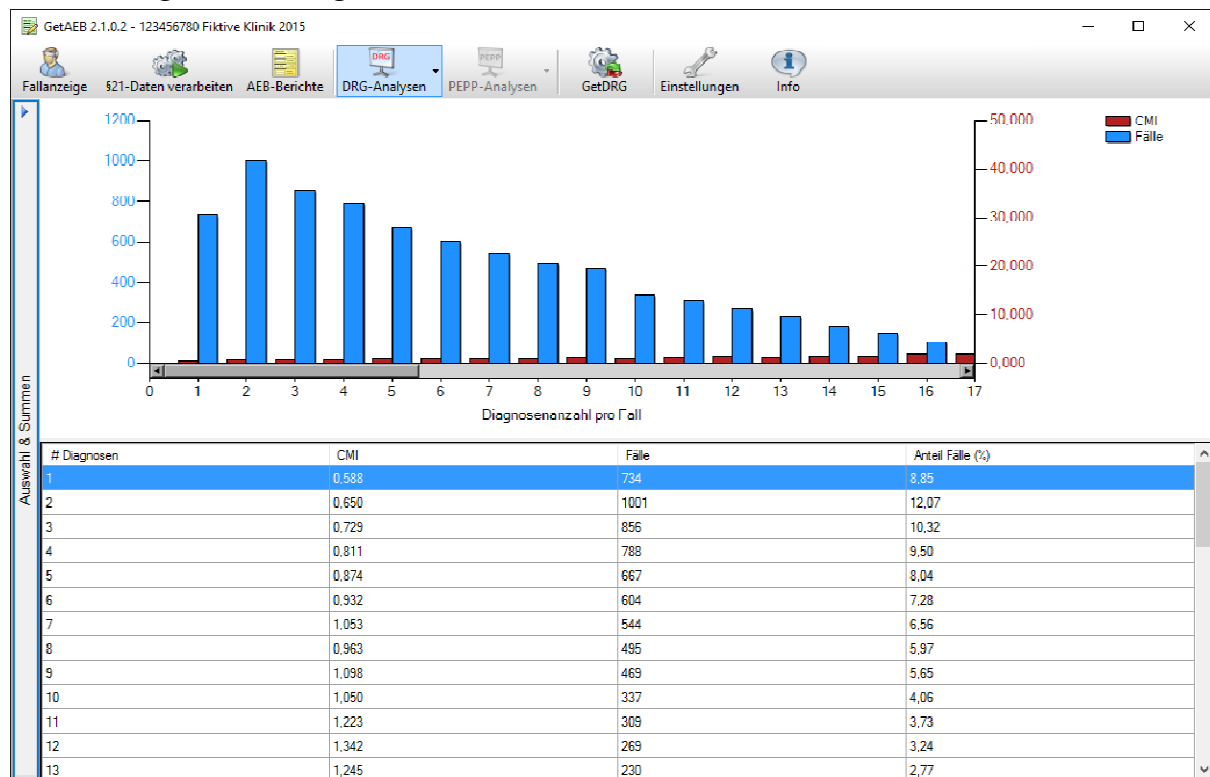 GetAEB 2.1.0.2 - 123456780 Fiktive Klinik 2015
Fallanzeige §21-Daten verarbeiten AEB-Berichte DRG DRG-Analysen PEPP PEPP-Analysen GetDRG Einstellungen Info
Auswahl & Summen
1200 50,000
1000 40,000
800 30,000
600 20,000
400 10,000
200 0,000
0
CMI
Fälle
0 1 2 3 4 5 6 7 8 9 10 11 12 13 14 15 16 17
Diagnosenanzahl pro Fall
# Diagnosen CMI Fälle Anteil Fälle (%)
1 0,588 734 8,85
2 0,650 1001 12,07
3 0,729 856 10,32
4 0,811 788 9,50
5 0,874 667 8,04
6 0,932 604 7,28
7 1,053 544 6,56
8 0,963 495 5,97
9 1,098 469 5,65
10 1,050 337 4,06
11 1,223 309 3,73
12 1,342 269 3,24
13 1,245 230 2,77